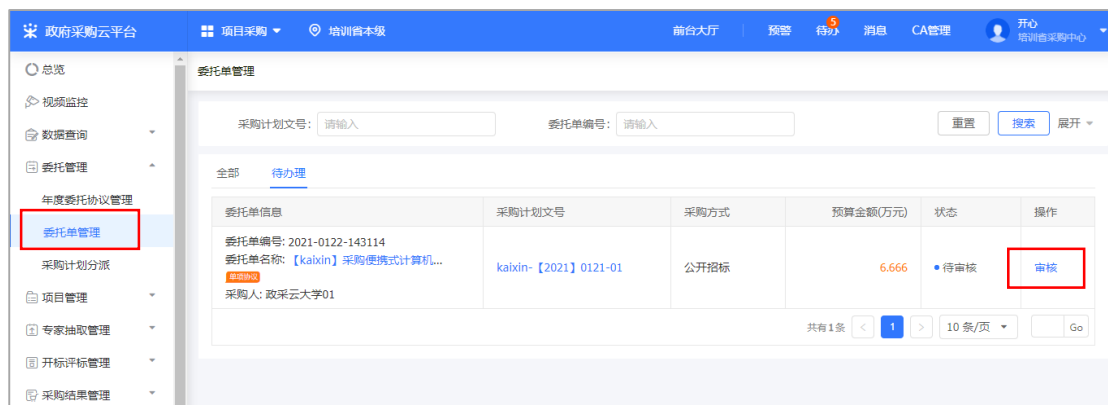 政府采购云平台 项目采购 培训省本级 前台大厅 预警 待办 5 消息 CA管理 开心
培训省采购中心
总览
视频监控
数据查询
委托管理
年度委托协议管理
委托单管理
采购计划分派
项目管理
专家抽取管理
开标评标管理
采购结果管理
委托单管理
采购计划文号: 请输入 委托单编号: 请输入 重置 搜索 展开
全部 待办理
委托单信息 采购计划文号 采购方式 预算金额(万元) 状态 操作
委托单编号: 2021-0122-143114
委托单名称: 【kaixin】采购便携式计算机...
单项协议
采购人: 政采云大学01
kaixin-【2021】0121-01 公开招标 6.666 待审核 审核
共有1条 < 1 > 10 条/页 Go